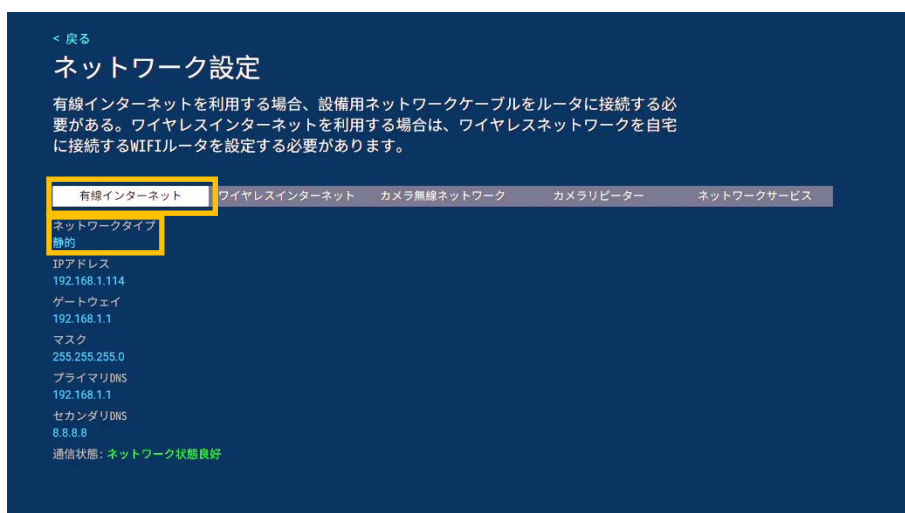 < 戻る
ネットワーク設定
有線インターネットを利用する場合、設備用ネットワークケーブルをルータに接続する必
要がある。ワイヤレスインターネットを利用する場合は、ワイヤレスネットワークを自宅
に接続するWIFIルータを設定する必要があります。
有線インターネット ワイヤレスインターネット カメラ無線ネットワーク カメラリピーター ネットワークサービス
ネットワークタイプ
静的
IPアドレス
192.168.1.114
ゲートウェイ
192.168.1.1
マスク
255.255.255.0
プライマリDNS
192.168.1.1
セカンダリDNS
8.8.8.8
通信状態: ネットワーク状態良好